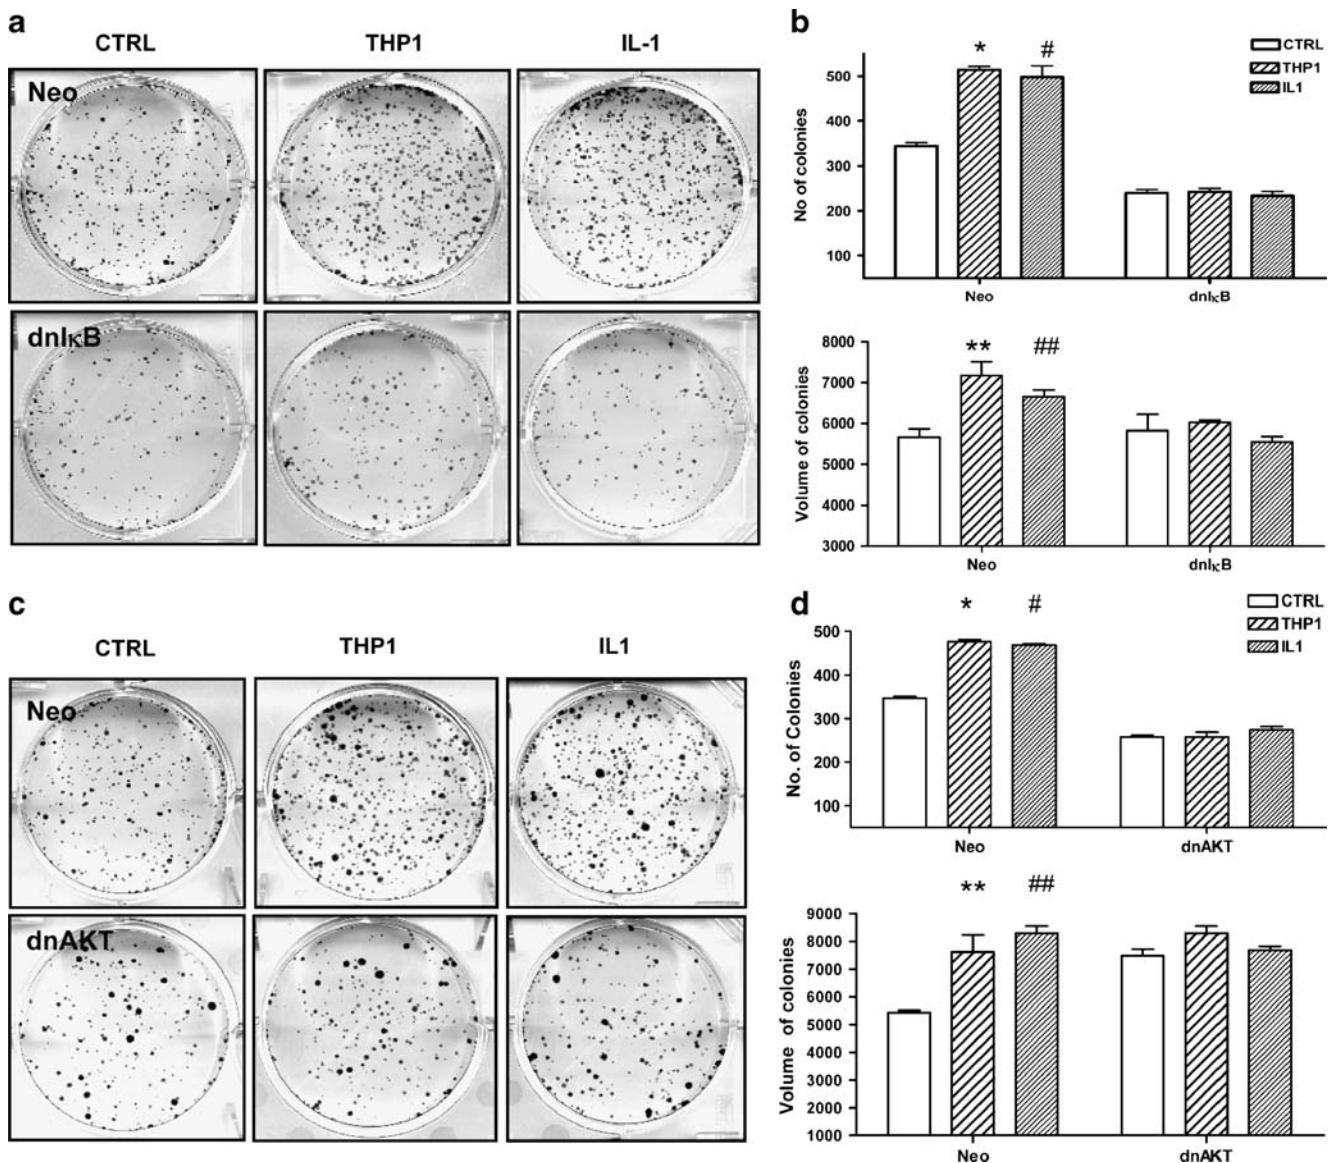 a
CTRL THP1 IL-1
Neo
dnIκB
b
CTRL
THP1
IL1
*
#
No of colonies
500
400
300
200
100
Neo dnIκB
**
##
Volume of colonies
8000
7000
6000
5000
4000
3000
Neo dnIκB
c
CTRL THP1 IL1
Neo
dnAKT
d
CTRL
THP1
IL1
*
#
No. of Colonies
500
400
300
200
100
Neo dnAKT
**
##
Volume of colonies
9000
8000
7000
6000
5000
4000
3000
2000
1000
Neo dnAKT